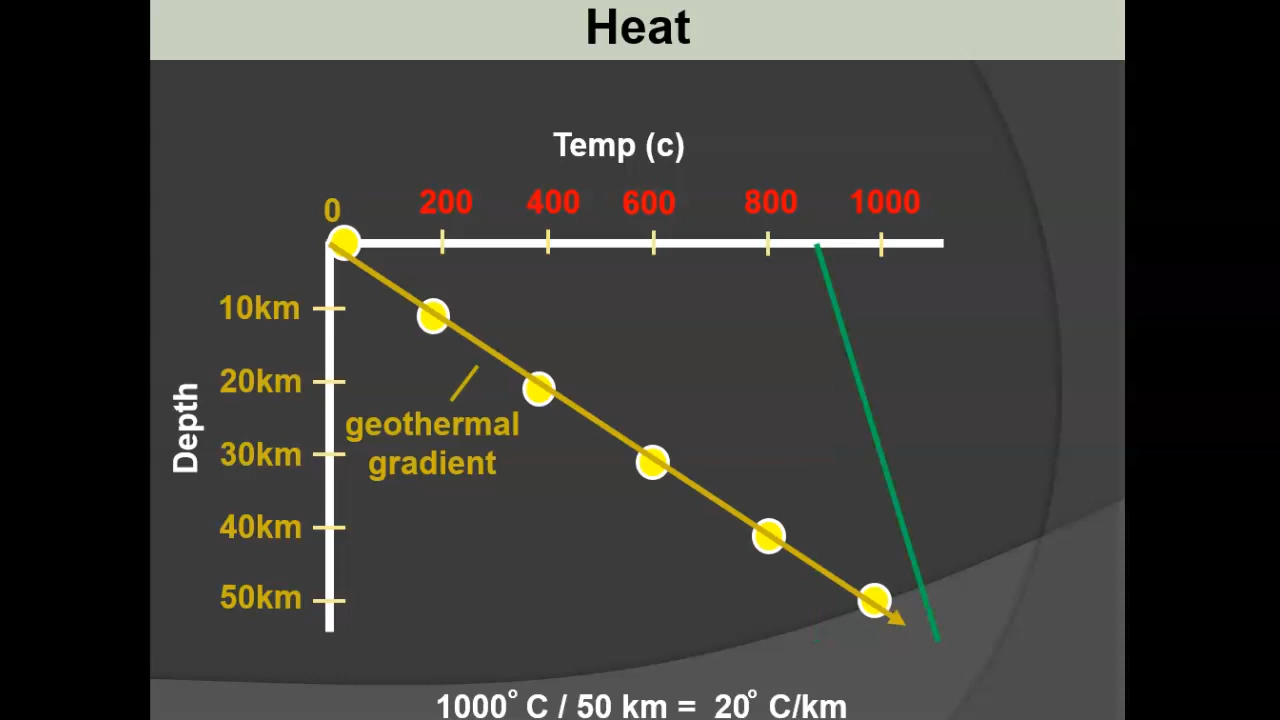 Heat
Temp (c)
0 200 400 600 800 1000
10km
20km
30km
40km
50km
Depth
geothermal
gradient
1000° C / 50 km = 20° C/km